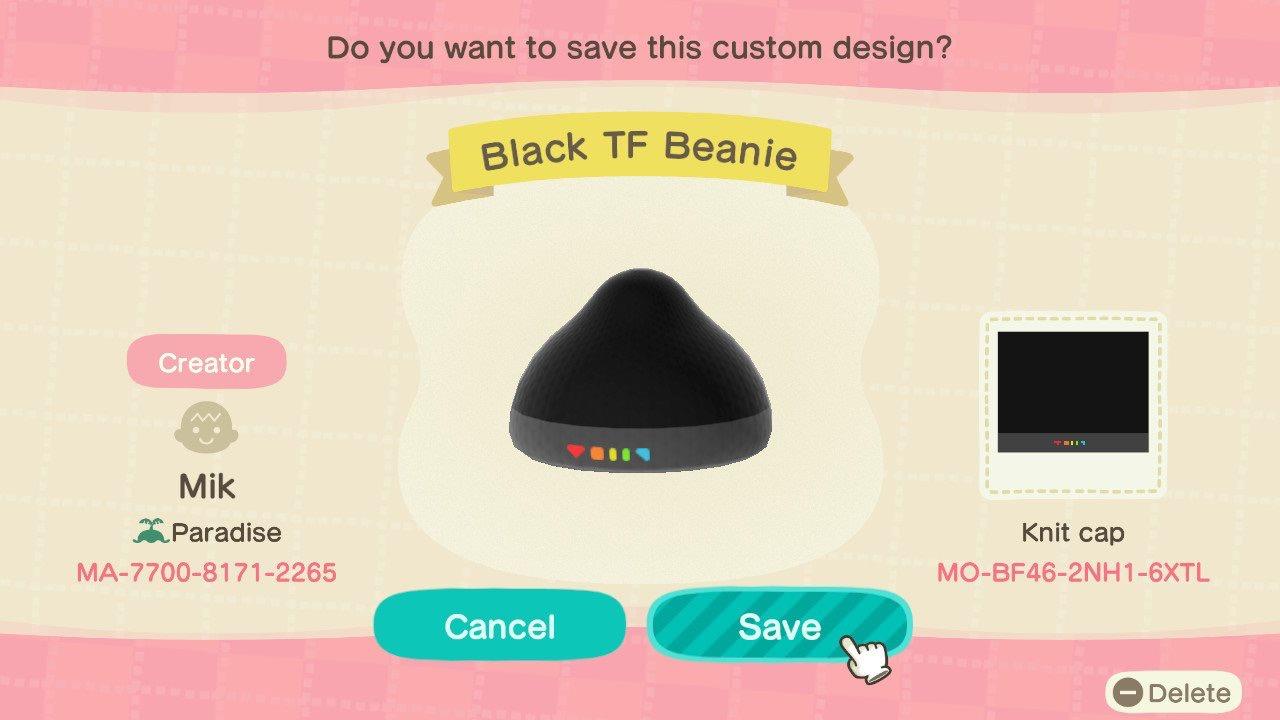 Do you want to save this custom design?
Black TF Beanie
Creator
Mik
Paradise
MA-7700-8171-2265
Knit cap
MO-BF46-2NH1-6XTL
Cancel
Save
Delete